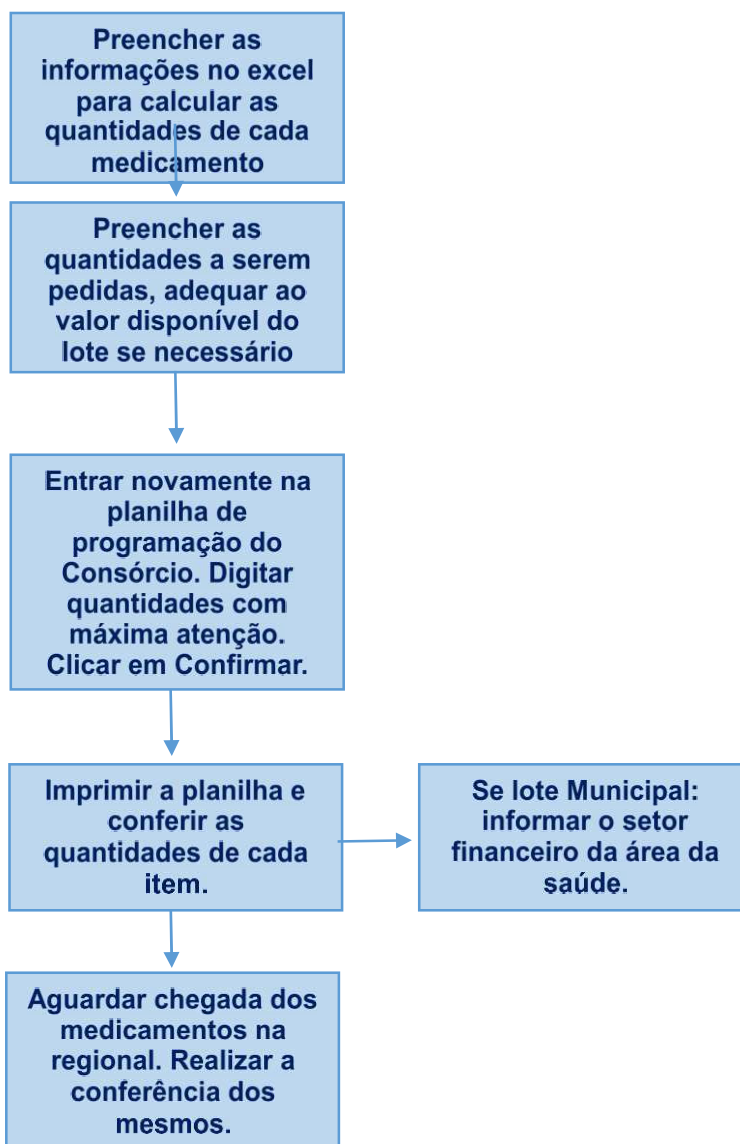 Preencher as
informações no excel
para calcular as
quantidades de cada
medicamento
Preencher as
quantidades a serem
pedidas, adequar ao
valor disponível do
lote se necessário
Entrar novamente na
planilha de
programação do
Consórcio. Digitar
quantidades com
máxima atenção.
Clicar em Confirmar.
Imprimir a planilha e
conferir as
quantidades de cada
item.
Se lote Municipal:
informar o setor
financeiro da área da
saúde.
Aguardar chegada dos
medicamentos na
regional. Realizar a
conferência dos
mesmos.